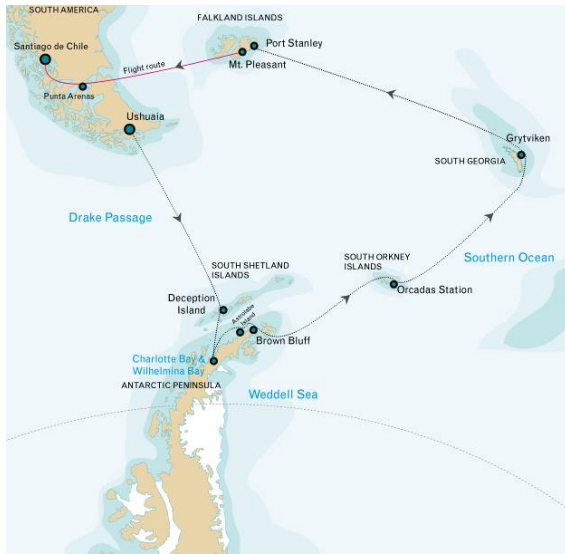 SOUTH AMERICA
FALKLAND ISLANDS
Santiago de Chile
Port Stanley
Flight route
Mt. Pleasant
Punta Arenas
Ushuaia
Grytviken
SOUTH GEORGIA
Drake Passage
SOUTH SHETLAND
ISLANDS
SOUTH ORKNEY
ISLANDS
Southern Ocean
Orcadas Station
Deception
Island
Astrolabe
Island
Brown Bluff
Charlotte Bay &
Wilhelmina Bay
ANTARCTIC PENINSULA
Weddell Sea